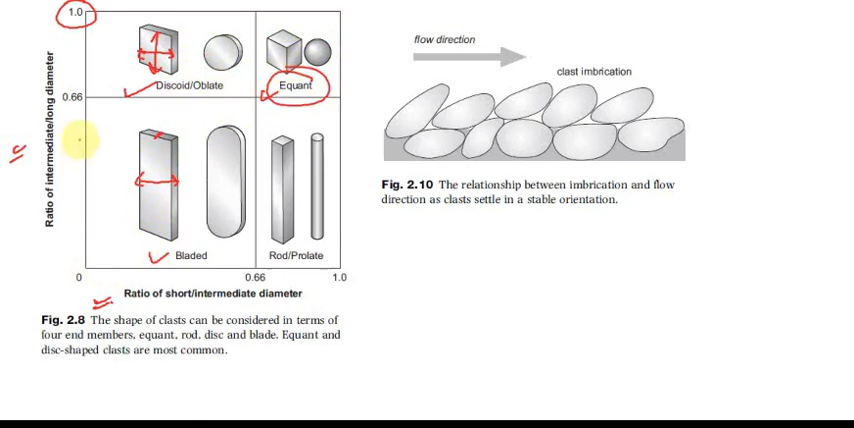 1.0
Discoid/Oblate
Equant
0.66
Ratio of intermediate/long diameter
Bladed
Rod/Prolate
0
0.66
1.0
Ratio of short/intermediate diameter
Fig. 2.8 The shape of clasts can be considered in terms of
four end members, equant, rod, disc and blade. Equant and
disc-shaped clasts are most common.
flow direction
clast imbrication
Fig. 2.10 The relationship between imbrication and flow
direction as clasts settle in a stable orientation.